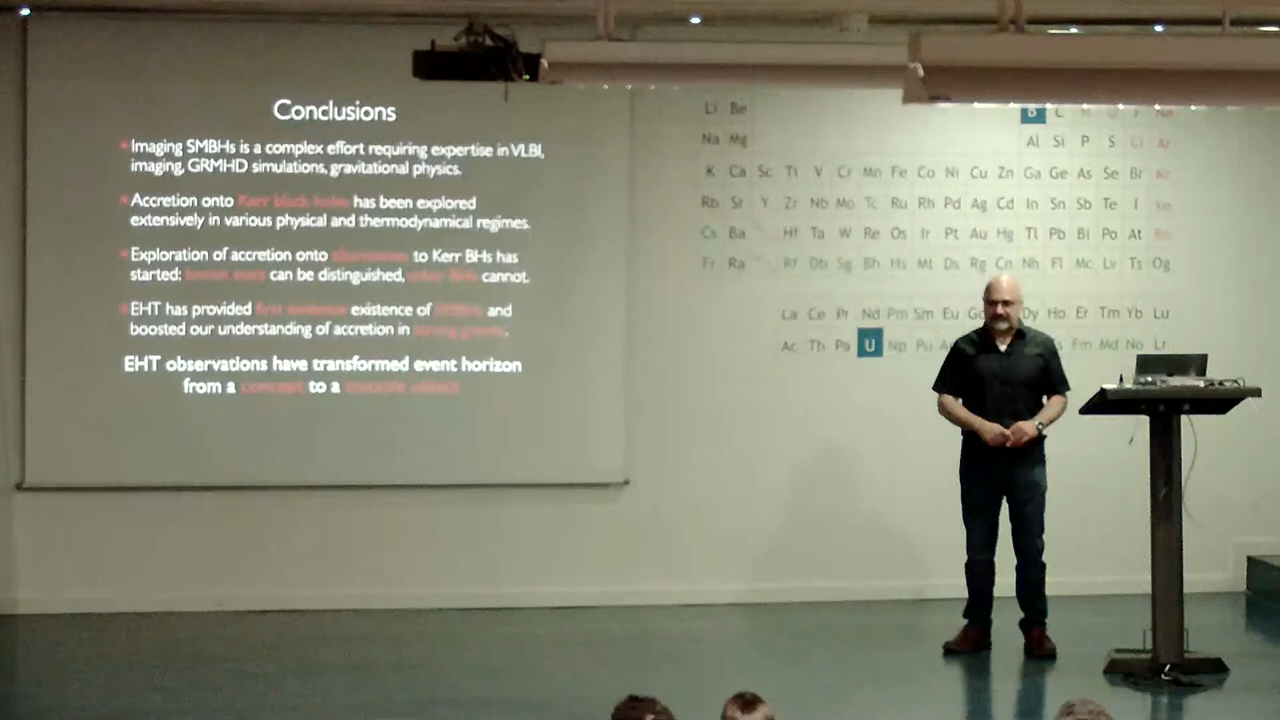 Conclusions
Imaging SMBHs is a complex effort requiring expertise in VLBI,
imaging, GRMHD simulations, gravitational physics.
Accretion onto Kerr black holes has been explored
extensively in various physical and thermodynamical regimes.
Exploration of accretion onto to Kerr BHs has
started: boson stars can be distinguished, cannot.
EHT has provided first evidence existence of and
boosted our understanding of accretion in strong gravity.
EHT observations have transformed event horizon
from a concept to a
Li Be B C
Na Mg Al Si P S Cl Ar
K Ca Sc Ti V Cr Mn Fe Co Ni Cu Zn Ga Ge As Se Br Kr
Rb Sr Y Zr Nb Mo Tc Ru Rh Pd Ag Cd In Sn Sb Te I Xe
Cs Ba Hf Ta W Re Os Ir Pt Au Hg Tl Pb Bi Po At Rn
Fr Ra Rf Db Sg Bh Hs Mt Ds Rg Cn Nh Fl Mc Lv Ts Og
La Ce Pr Nd Pm Sm Eu Dy Ho Er Tm Yb Lu
Ac Th Pa U Np Pu Fm Md No Lr